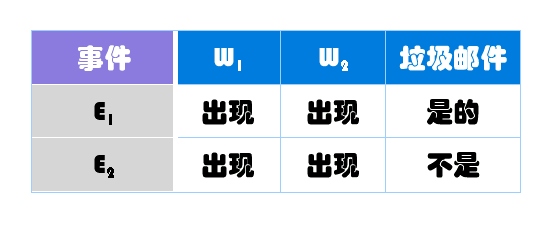 事件 W₁ W₂ 垃圾邮件
E₁ 出现 出现 是的
E₂ 出现 出现 不是